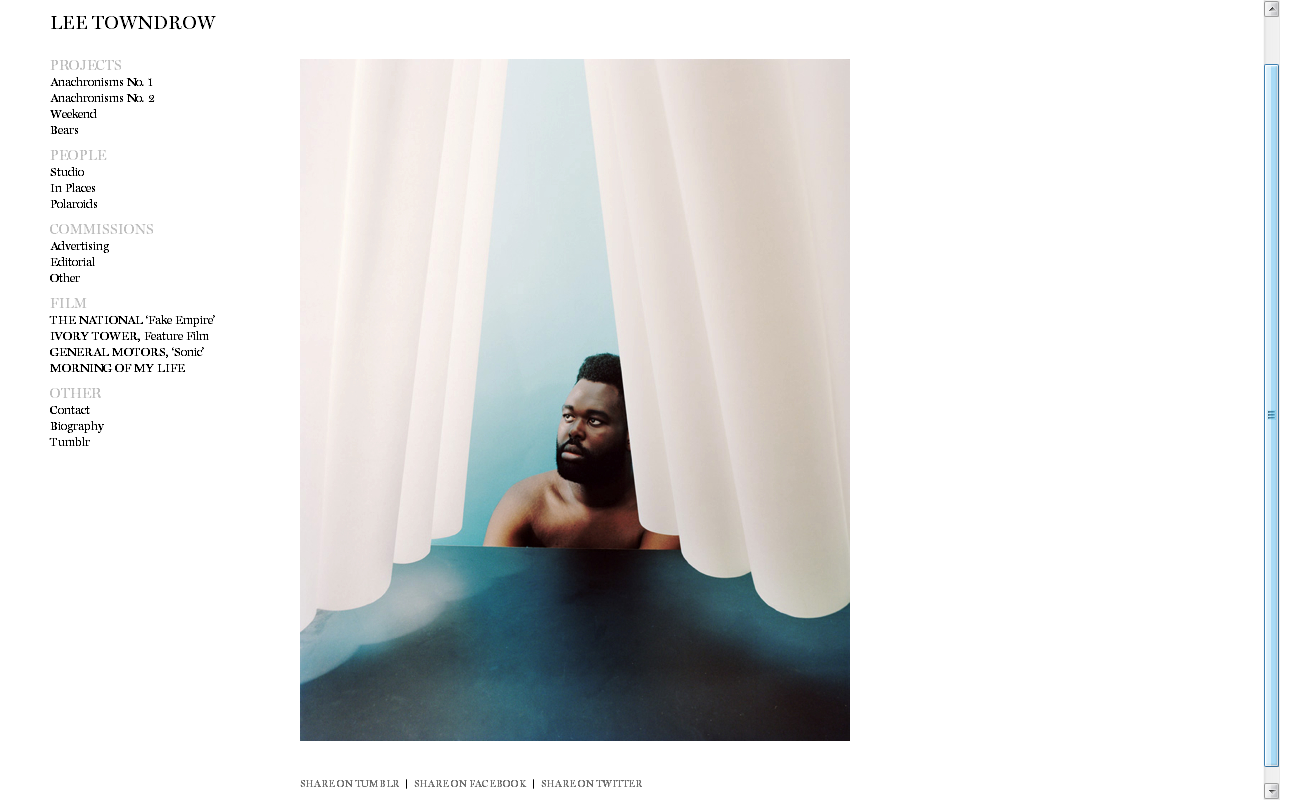 LEE TOWNDROW
PROJECTS
Anachronisms No. 1
Anachronisms No. 2
Weekend
Bears
PEOPLE
Studio
In Places
Polaroids
COMMISSIONS
Advertising
Editorial
Other
FILM
THE NATIONAL ‘Fake Empire’
IVORY TOWER, Feature Film
GENERAL MOTORS, ‘Sonic’
MORNING OF MY LIFE
OTHER
Contact
Biography
Tumblr
SHARE ON TUMBLR | SHARE ON FACEBOOK | SHARE ON TWITTER